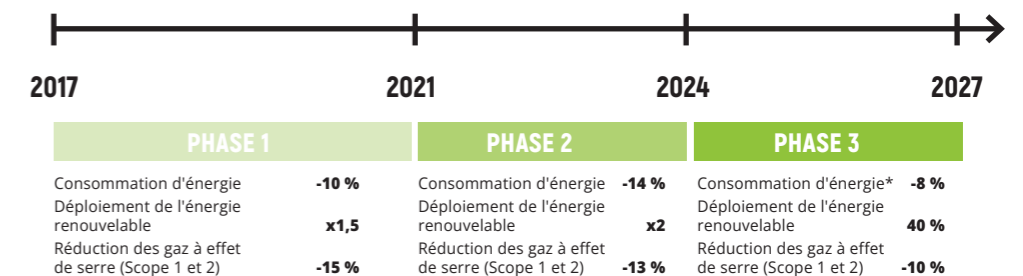 2017
2021
2024
2027
PHASE 1
Consommation d'énergie -10 %
Déploiement de l'énergie
renouvelable x1,5
Réduction des gaz à effet
de serre (Scope 1 et 2) -15 %
PHASE 2
Consommation d'énergie -14 %
Déploiement de l'énergie
renouvelable x2
Réduction des gaz à effet
de serre (Scope 1 et 2) -13 %
PHASE 3
Consommation d'énergie* -8 %
Déploiement de l'énergie
renouvelable 40 %
Réduction des gaz à effet
de serre (Scope 1 et 2) -10 %